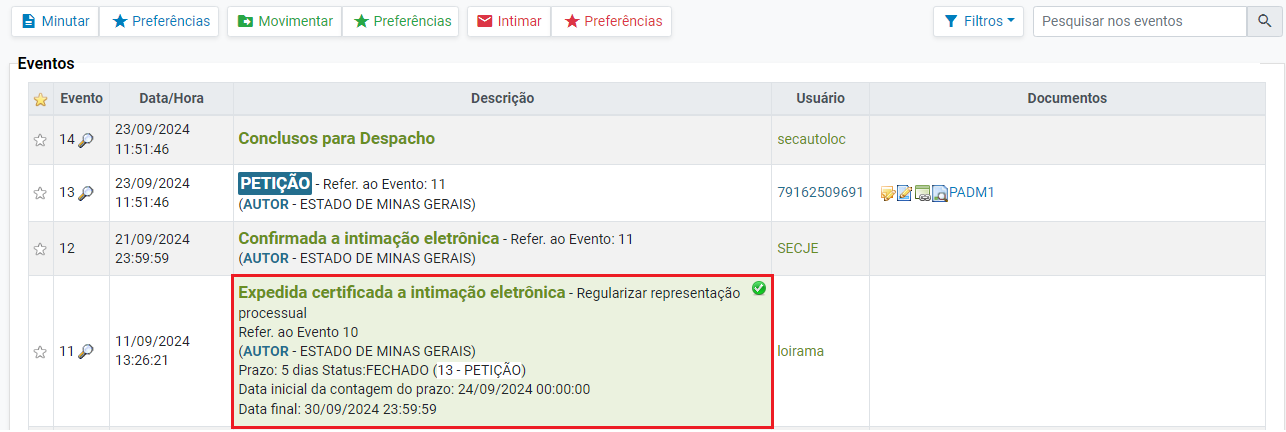 Minutar Preferências Movimentar Preferências Intimar Preferências Filtros Pesquisar nos eventos
Eventos
Evento Data/Hora Descrição Usuário Documentos
14 23/09/2024 11:51:46 Conclusos para Despacho secautoloc
13 23/09/2024 11:51:46 PETIÇÃO - Refer. ao Evento: 11 79162509691 PADM1
(AUTOR - ESTADO DE MINAS GERAIS)
12 21/09/2024 23:59:59 Confirmada a intimação eletrônica - Refer. ao Evento: 11 SECJE
(AUTOR - ESTADO DE MINAS GERAIS)
11 11/09/2024 13:26:21 Expedida certificada a intimação eletrônica - Regularizar representação loirama
processual
Refer. ao Evento 10
(AUTOR - ESTADO DE MINAS GERAIS)
Prazo: 5 dias Status:FECHADO (13 - PETIÇÃO)
Data inicial da contagem do prazo: 24/09/2024 00:00:00
Data final: 30/09/2024 23:59:59